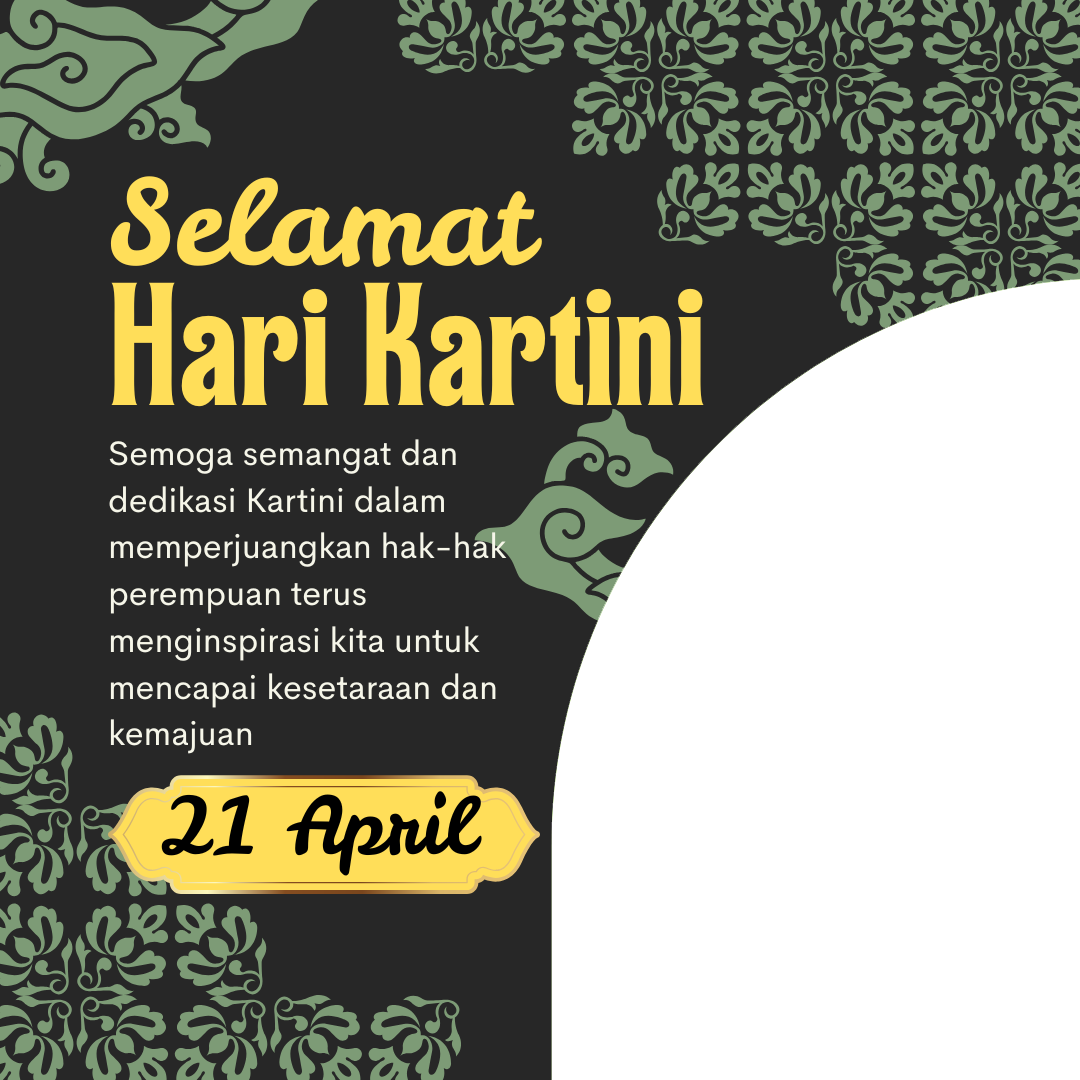 Selamat
Hari Kartini
Semoga semangat dan
dedikasi Kartini dalam
memperjuangkan hak-hak
perempuan terus
menginspirasi kita untuk
mencapai kesetaraan dan
kemajuan
21 April